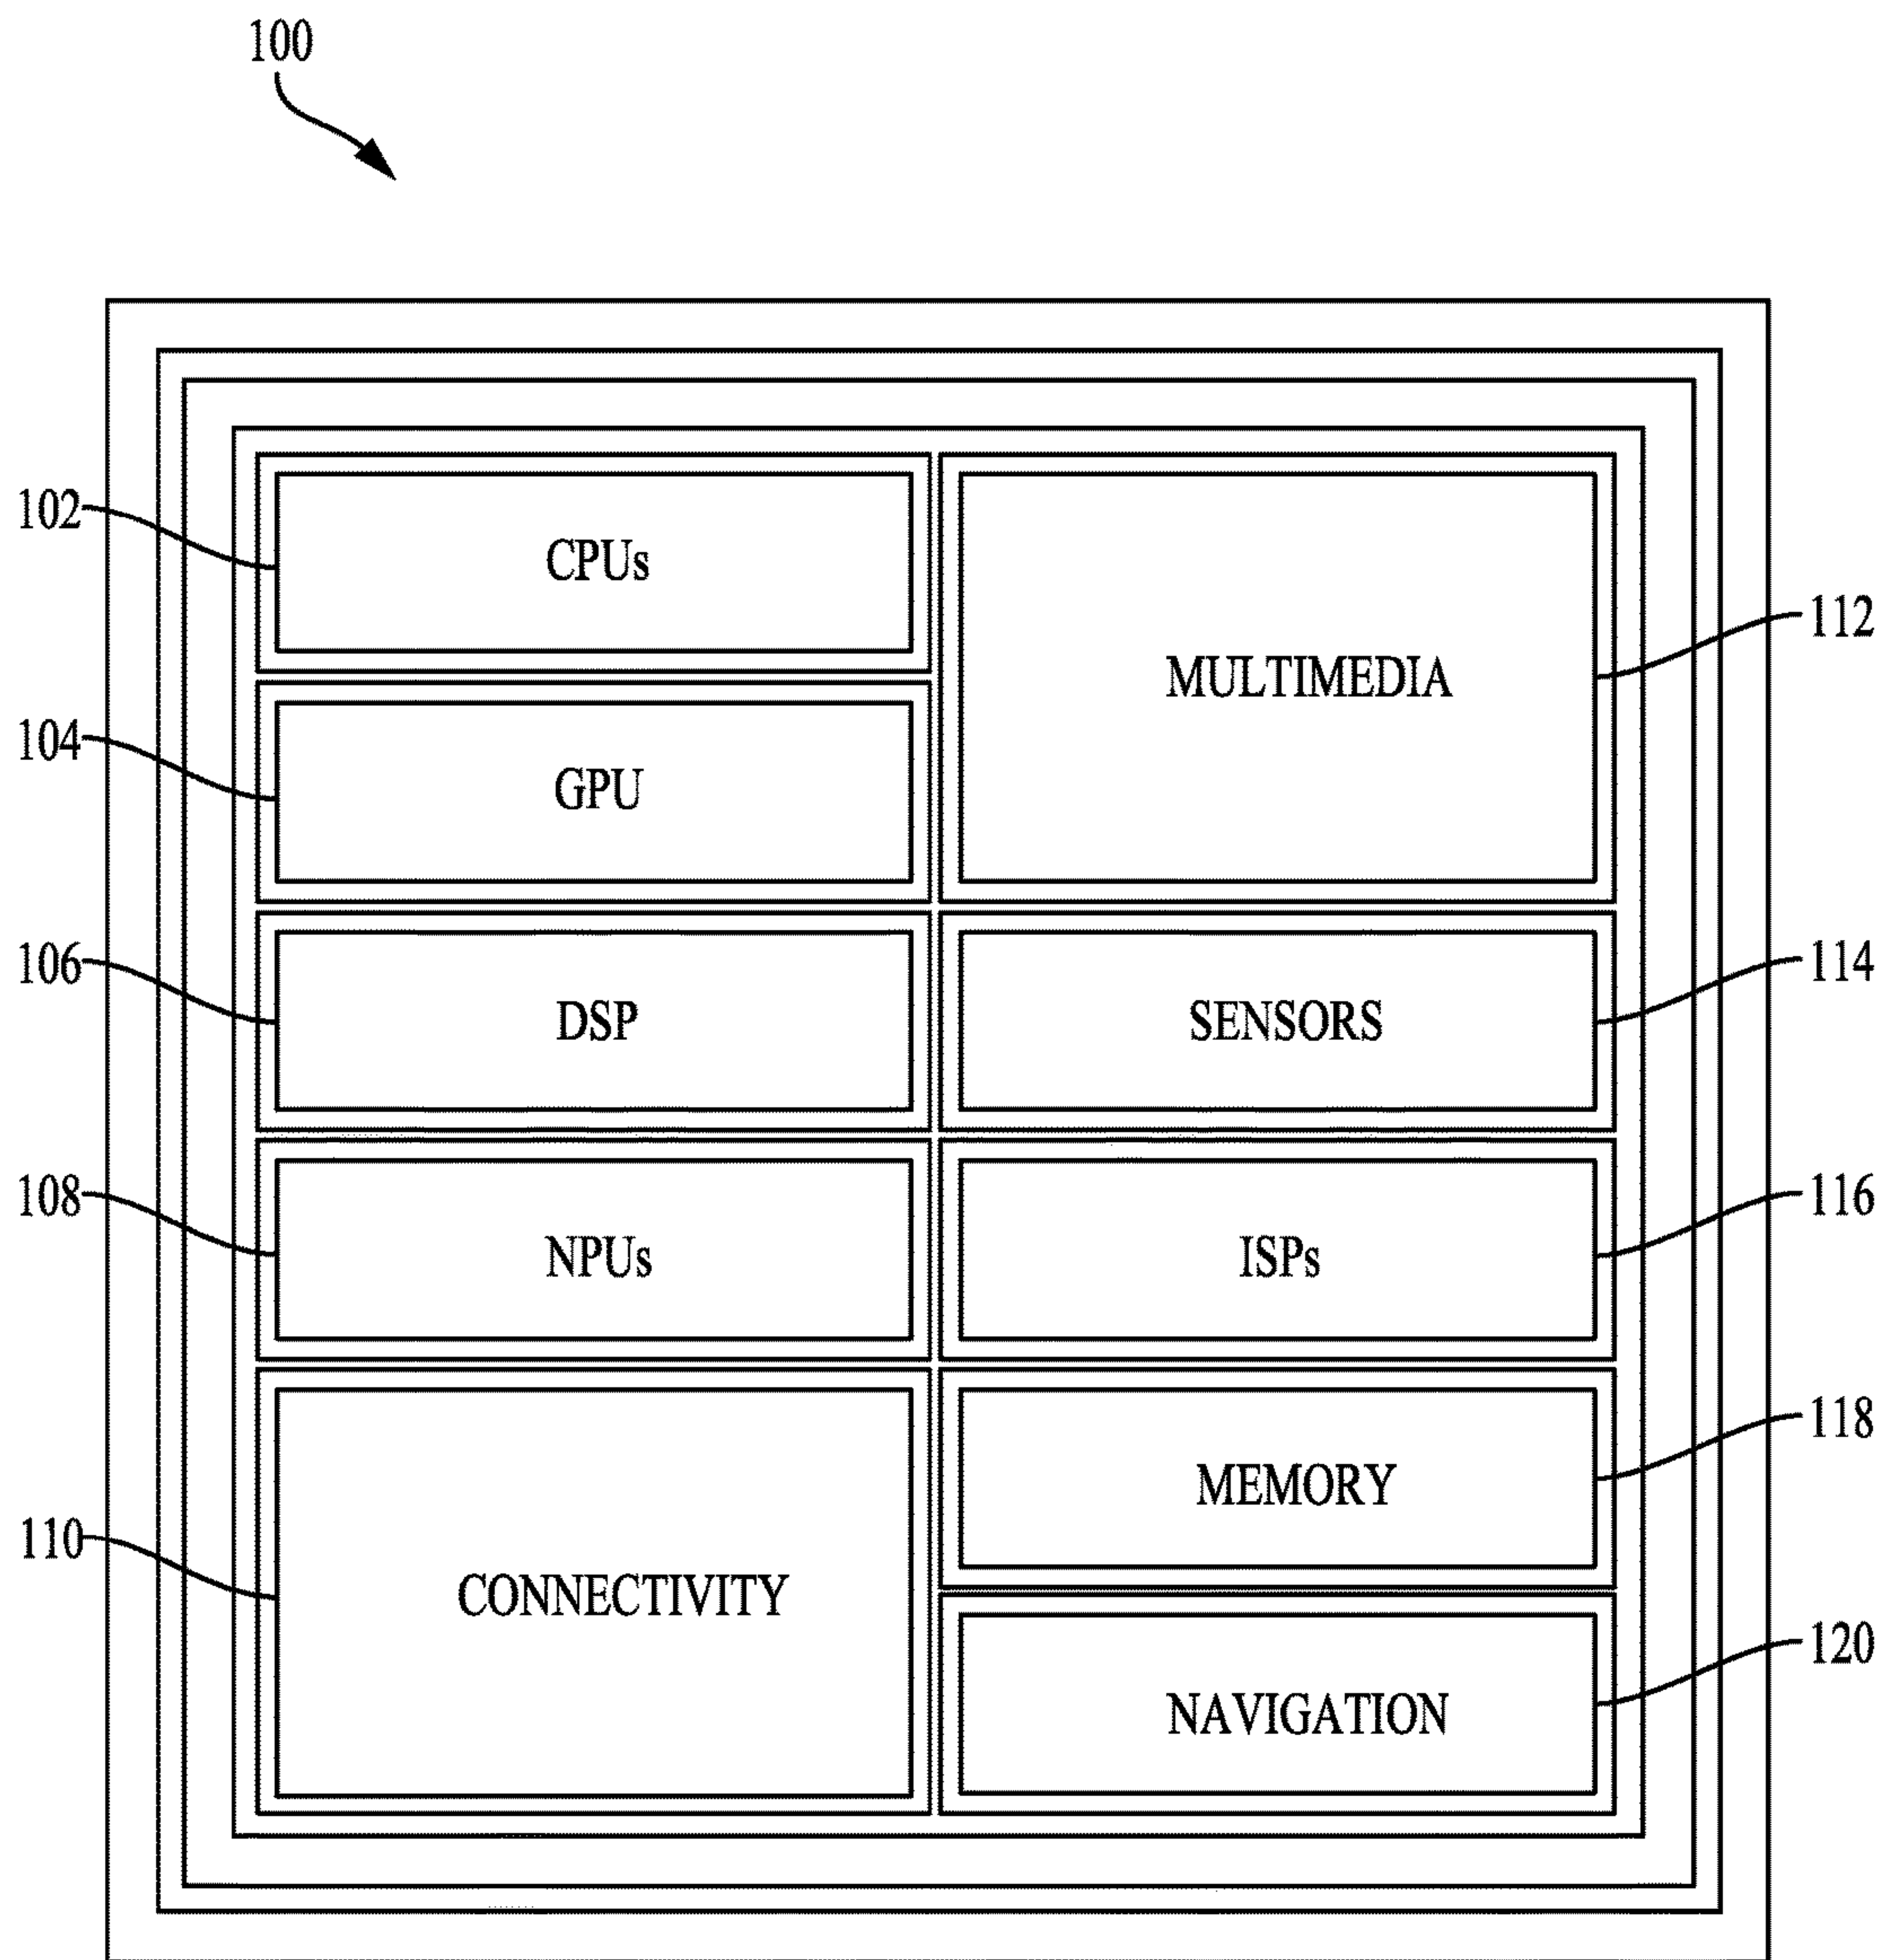 100
102
CPUs
MULTIMEDIA
112
104
GPU
106
DSP
SENSORS
114
108
NPUs
ISPs
116
110
CONNECTIVITY
MEMORY
118
NAVIGATION
120